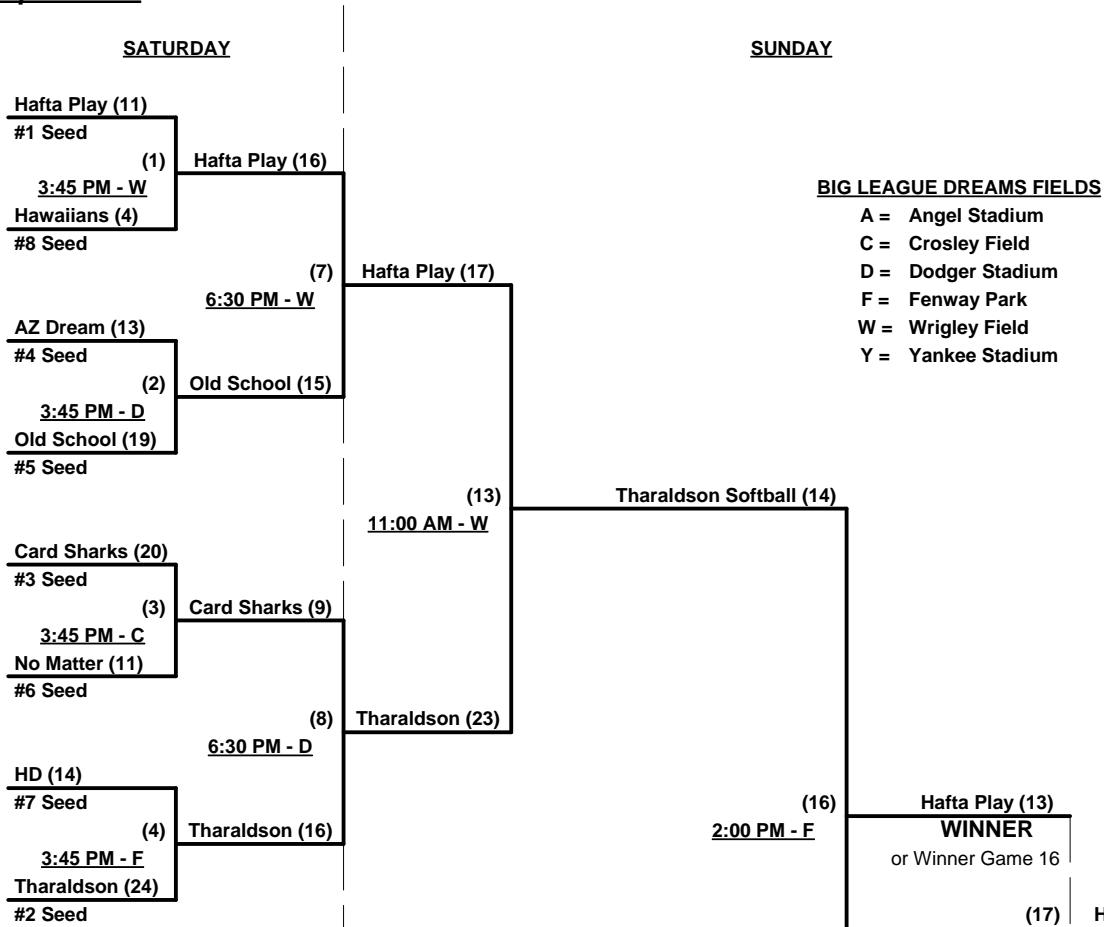 SATURDAY
SUNDAY
Hafta Play (11)
#1 Seed
(1)
Hafta Play (16)
3:45 PM - W
Hawaiians (4)
#8 Seed
(7)
Hafta Play (17)
6:30 PM - W
AZ Dream (13)
#4 Seed
(2)
Old School (15)
3:45 PM - D
Old School (19)
#5 Seed
(13)
Tharaldson Softball (14)
11:00 AM - W
Card Sharks (20)
#3 Seed
(3)
Card Sharks (9)
3:45 PM - C
No Matter (11)
#6 Seed
(8)
Tharaldson (23)
6:30 PM - D
HD (14)
#7 Seed
(4)
Tharaldson (16)
3:45 PM - F
Tharaldson (24)
#2 Seed
BIG LEAGUE DREAMS FIELDS
A = Angel Stadium
C = Crosley Field
D = Dodger Stadium
F = Fenway Park
W = Wrigley Field
Y = Yankee Stadium
(16)
Hafta Play (13)
2:00 PM - F
WINNER
or Winner Game 16
(17)
H